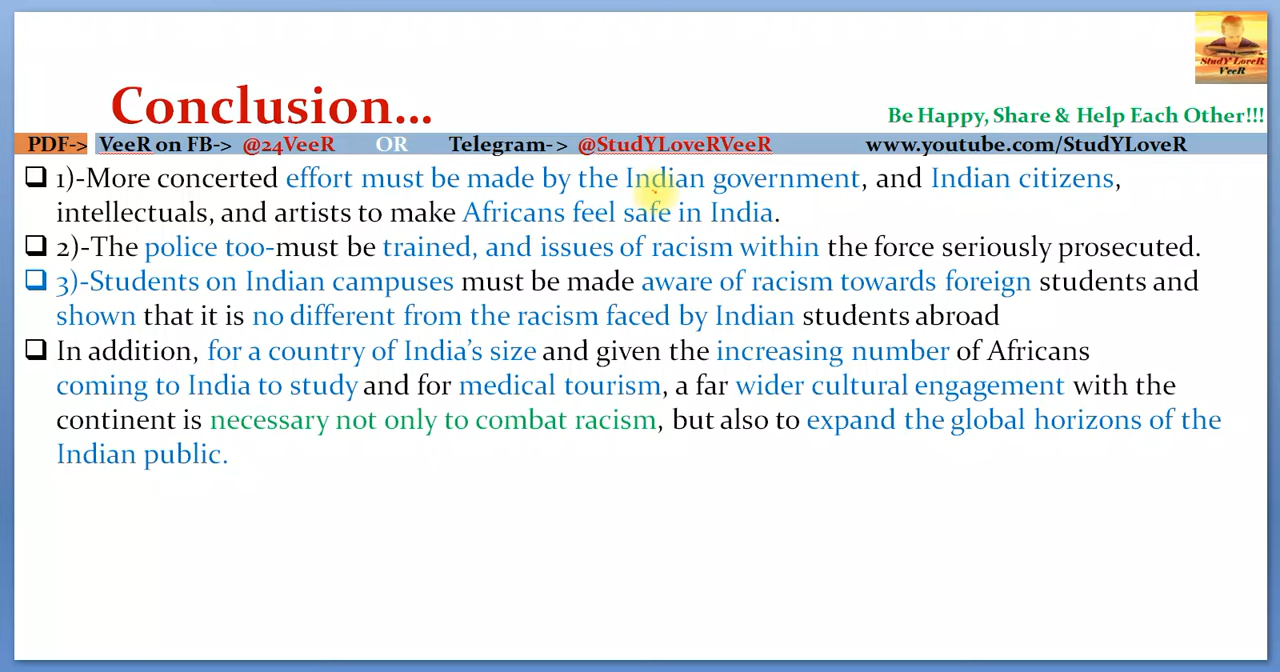 StudY LoveR
VeeR
Conclusion...
Be Happy, Share & Help Each Other!!!
PDF-> VeeR on FB-> @24VeeR OR Telegram-> @StudYLoveRVeeR www.youtube.com/StudYLoveR
1)-More concerted effort must be made by the Indian government, and Indian citizens,
intellectuals, and artists to make Africans feel safe in India.
2)-The police too-must be trained, and issues of racism within the force seriously prosecuted.
3)-Students on Indian campuses must be made aware of racism towards foreign students and
shown that it is no different from the racism faced by Indian students abroad
In addition, for a country of India's size and given the increasing number of Africans
coming to India to study and for medical tourism, a far wider cultural engagement with the
continent is necessary not only to combat racism, but also to expand the global horizons of the
Indian public.